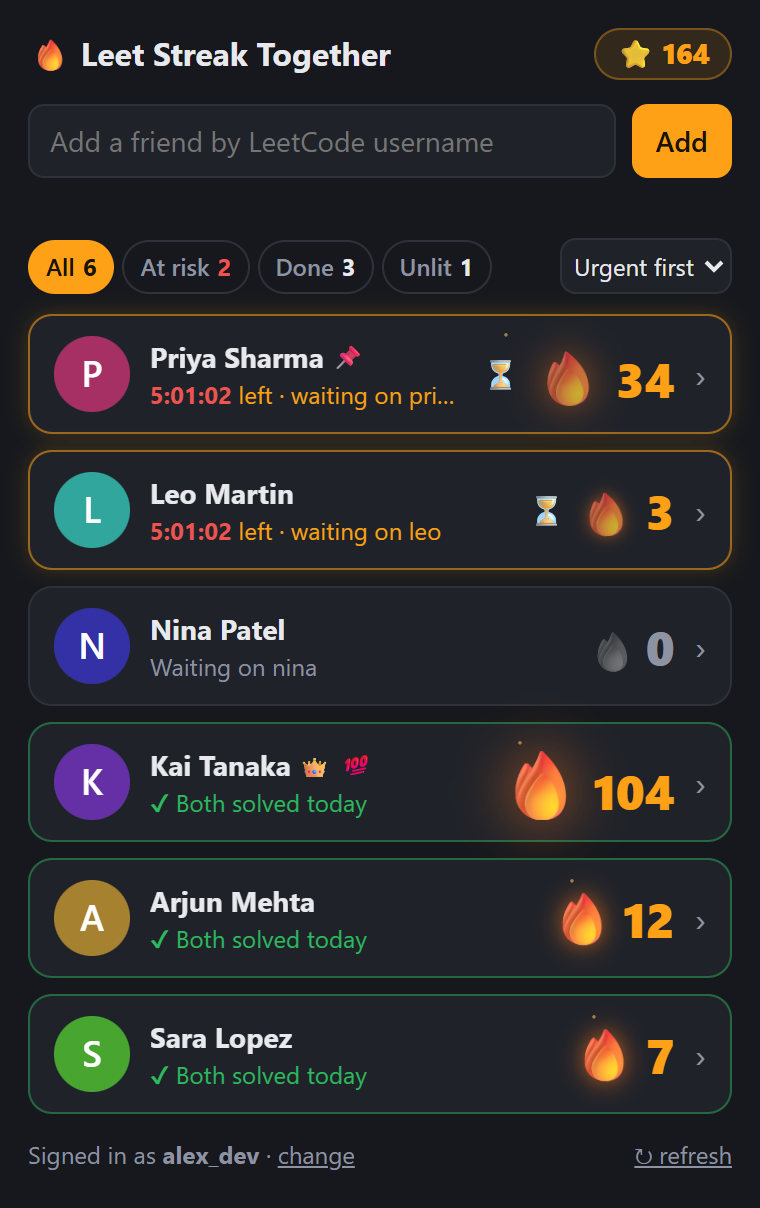 🔥 Leet Streak Together
⭐ 164
Add a friend by LeetCode username
Add
All 6
At risk 2
Done 3
Unlit 1
Urgent first
P
Priya Sharma 📌
5:01:02 left · waiting on pri...
⏳ 34 ›
L
Leo Martin
5:01:02 left · waiting on leo
⏳ 3 ›
N
Nina Patel
Waiting on nina
0 ›
K
Kai Tanaka 👑 💯
✓ Both solved today
104 ›
A
Arjun Mehta
✓ Both solved today
12 ›
S
Sara Lopez
✓ Both solved today
7 ›
Signed in as alex_dev · change
↻ refresh